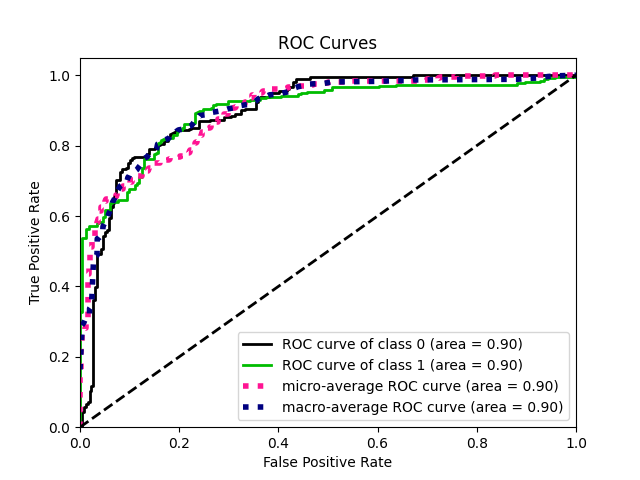 ROC Curves
True Positive Rate
1.0
0.8
0.6
0.4
0.2
0.0
ROC curve of class 0 (area = 0.90)
ROC curve of class 1 (area = 0.90)
micro-average ROC curve (area = 0.90)
macro-average ROC curve (area = 0.90)
0.0 0.2 0.4 0.6 0.8 1.0
False Positive Rate